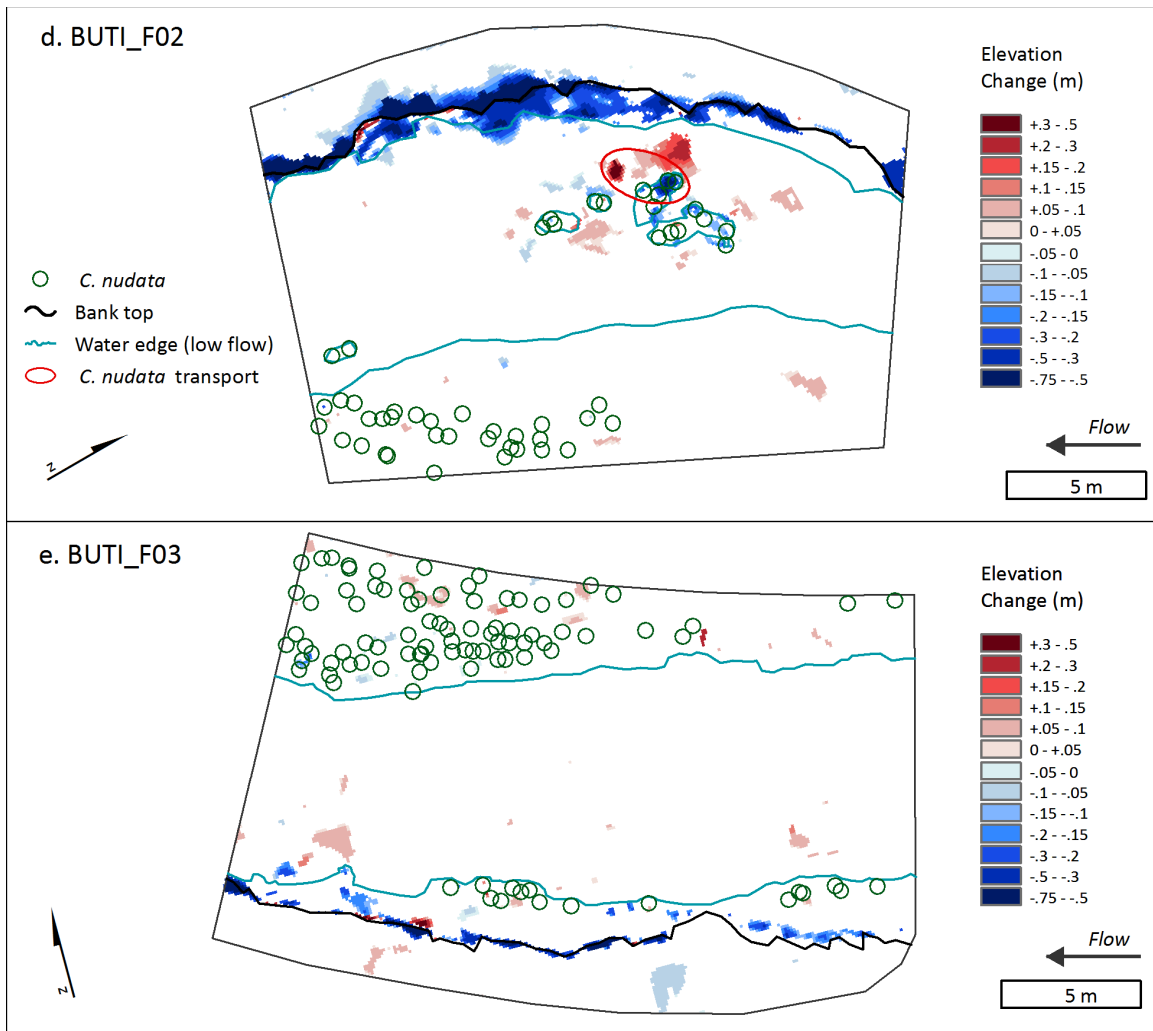 d. BUTI_F02
Elevation
Change (m)
+.3 - .5
+.2 - .3
+.15 - .2
+.1 - .15
+.05 - .1
0 - +.05
-.05 - 0
-.1 - -.05
-.15 - -.1
-.2 - -.15
-.3 - -.2
-.5 - -.3
-.75 - -.5
C. nudata
Bank top
Water edge (low flow)
C. nudata transport
N
Flow
5 m
e. BUTI_F03
Elevation
Change (m)
+.3 - .5
+.2 - .3
+.15 - .2
+.1 - .15
+.05 - .1
0 - +.05
-.05 - 0
-.1 - -.05
-.15 - -.1
-.2 - -.15
-.3 - -.2
-.5 - -.3
-.75 - -.5
N
Flow
5 m